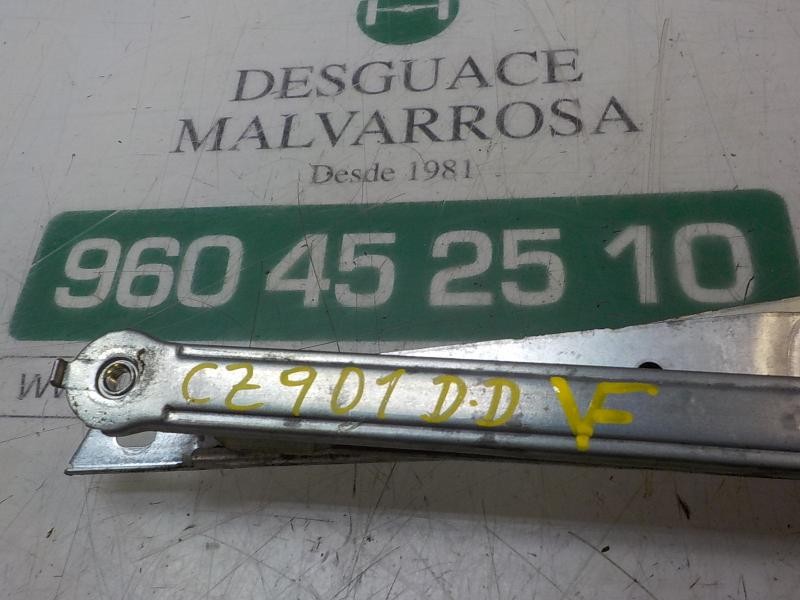 DESGUACE
MALVARROSA
Desde 1981
960 45 25 10
CZ901 D.D VF